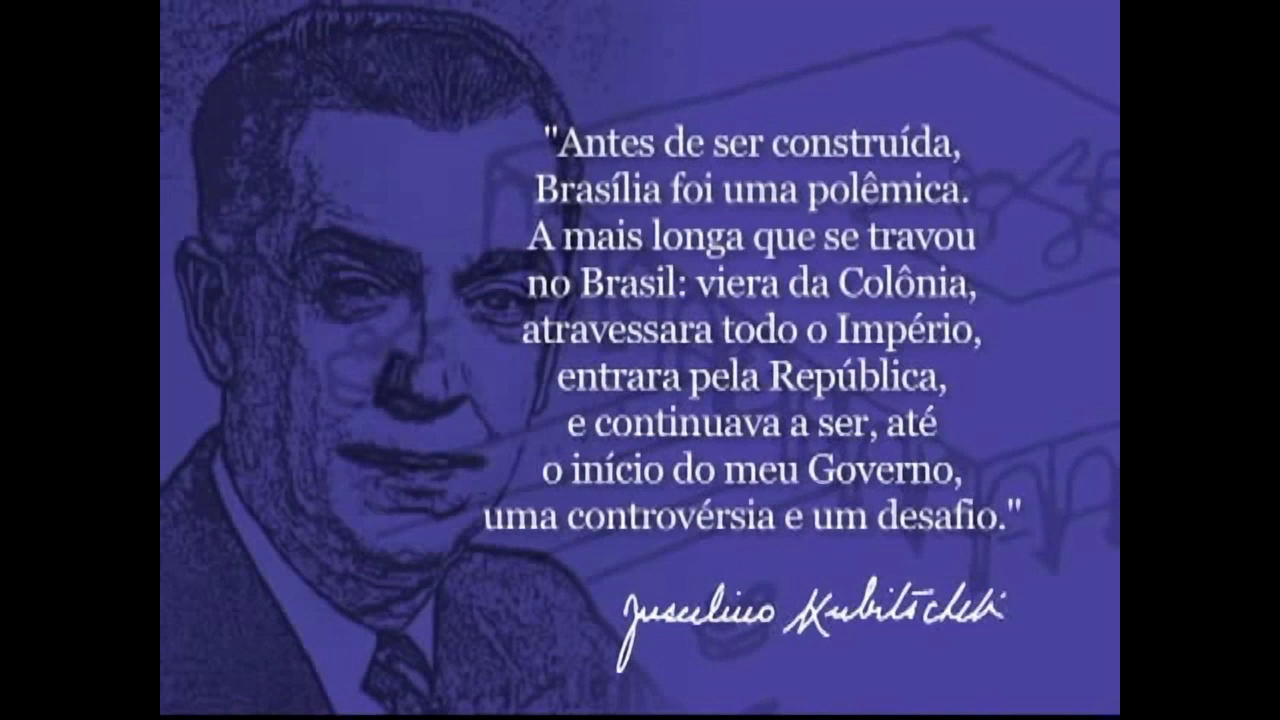 "Antes de ser construída,
Brasília foi uma polêmica.
A mais longa que se travou
no Brasil: viera da Colônia,
atravessara todo o Império,
entrara pela República,
e continuava a ser, até
o início do meu Governo,
uma controvérsia e um desafio."
Juscelino Kubitschek